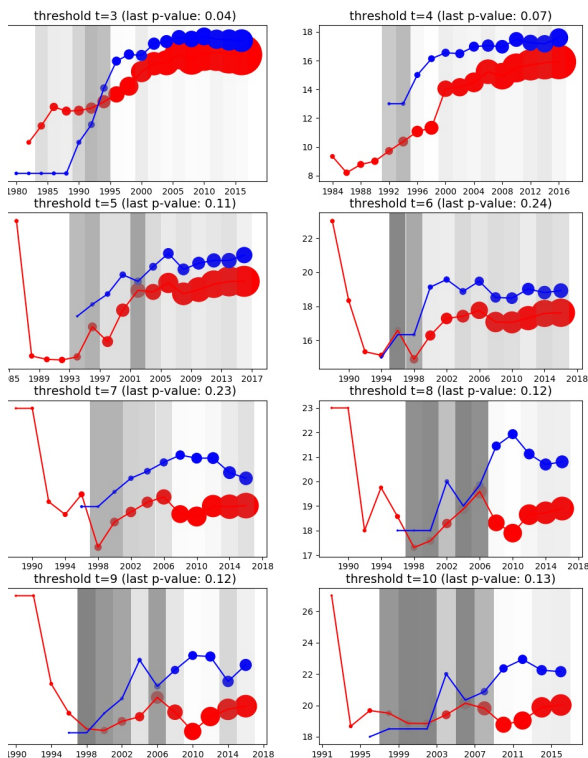 threshold t=3 (last p-value: 0.04)
threshold t=4 (last p-value: 0.07)
18
16
14
12
10
8
1980 1985 1990 1995 2000 2005 2010 2015
1984 1988 1992 1996 2000 2004 2008 2012 2016
threshold t=5 (last p-value: 0.11)
threshold t=6 (last p-value: 0.24)
22
20
18
16
85 1989 1993 1997 2001 2005 2009 2013 2017
1990 1994 1998 2002 2006 2010 2014 2018
threshold t=7 (last p-value: 0.23)
threshold t=8 (last p-value: 0.12)
23
22
21
20
19
18
17
1990 1994 1998 2002 2006 2010 2014 2018
1990 1994 1998 2002 2006 2010 2014 2018
threshold t=9 (last p-value: 0.12)
threshold t=10 (last p-value: 0.13)
26
24
22
20
18
1990 1994 1998 2002 2006 2010 2014 2018
1991 1995 1999 2003 2007 2011 2015